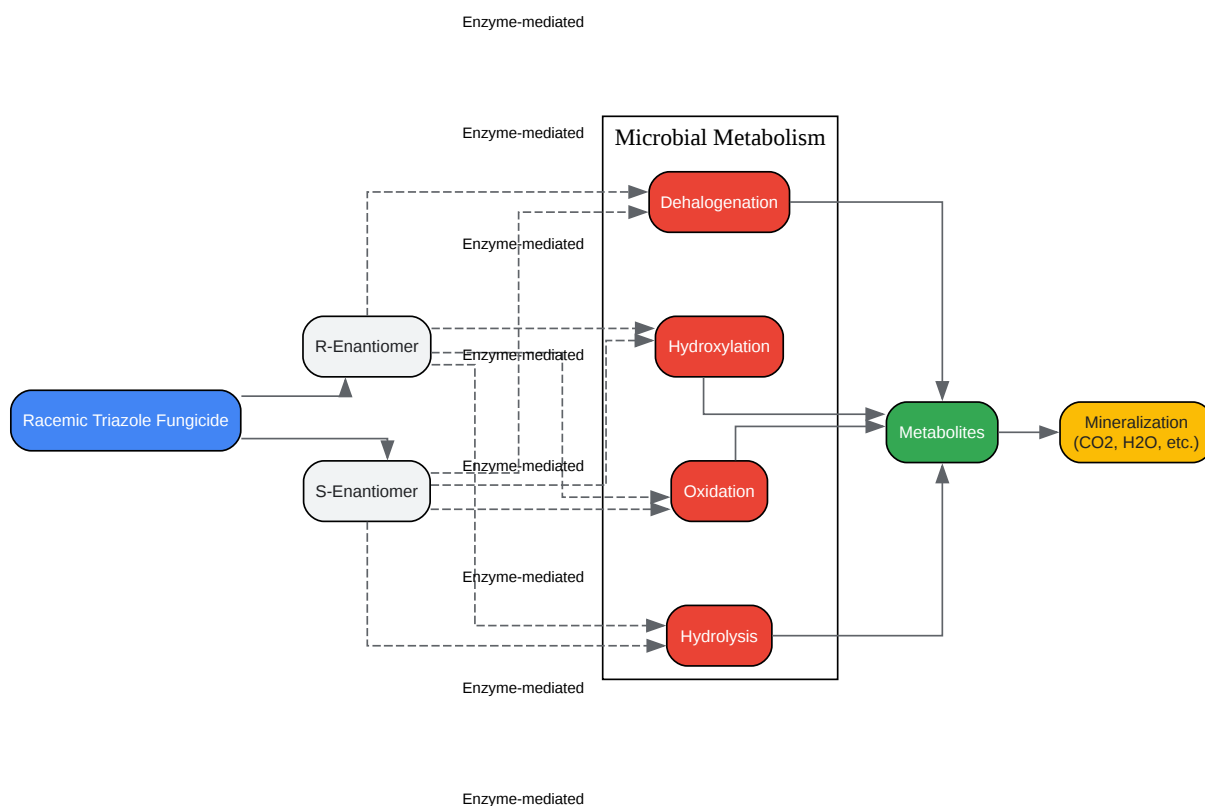 Enzyme-mediated
Enzyme-mediated
Microbial Metabolism
Dehalogenation
Enzyme-mediated
R-Enantiomer
Hydroxylation
Enzyme-mediated
Racemic Triazole Fungicide
Metabolites
Mineralization
(CO2, H2O, etc.)
Enzyme-mediated
S-Enantiomer
Oxidation
Enzyme-mediated
Hydrolysis
Enzyme-mediated
Enzyme-mediated